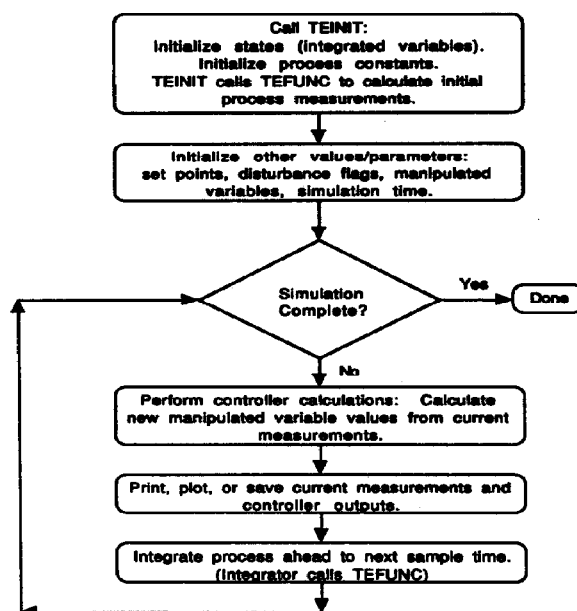 Call TEINIT:
Initialize states (integrated variables).
Initialize process constants.
TEINIT calls TEFUNC to calculate initial
process measurements.
Initialize other values/parameters:
set points, disturbance flags, manipulated
variables, simulation time.
Simulation
Complete?
Yes
Done
No
Perform controller calculations: Calculate
new manipulated variable values from current
measurements.
Print, plot, or save current measurements and
controller outputs.
Integrate process ahead to next sample time.
(Integrator calls TEFUNC)